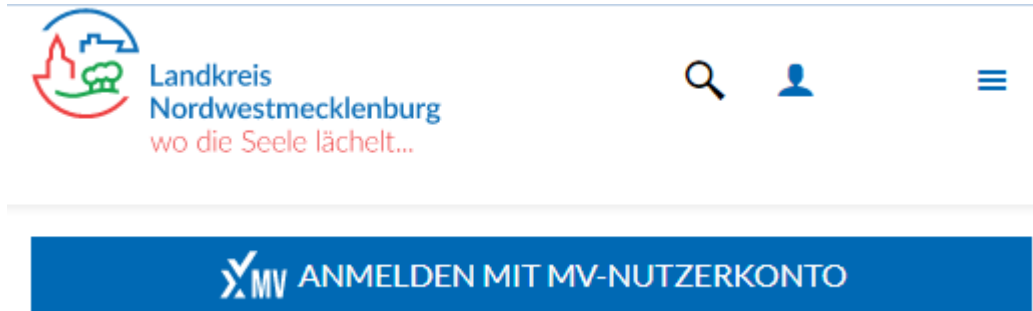 Landkreis
Nordwestmecklenburg
wo die Seele lächelt...
MV ANMELDEN MIT MV-NUTZERKONTO